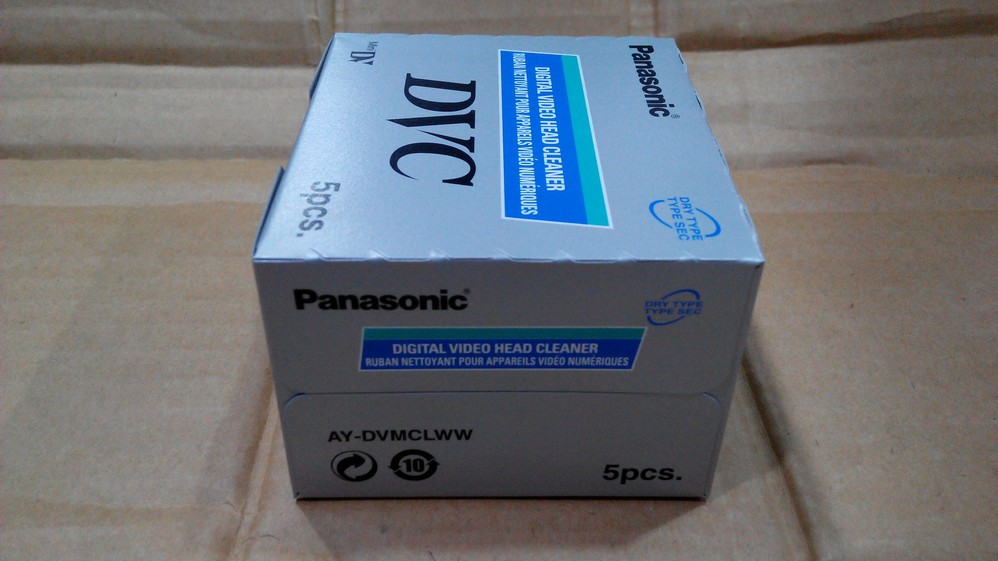 Panasonic®
DIGITAL VIDEO HEAD CLEANER
RUBAN NETTOYANT POUR APPAREILS VIDÉO NUMÉRIQUES
DRY TYPE
TYPE SEC
Mini DV
DVC
5pcs.
Panasonic®
DRY TYPE
TYPE SEC
DIGITAL VIDEO HEAD CLEANER
RUBAN NETTOYANT POUR APPAREILS VIDÉO NUMÉRIQUES
AY-DVMCLWW
10
5pcs.